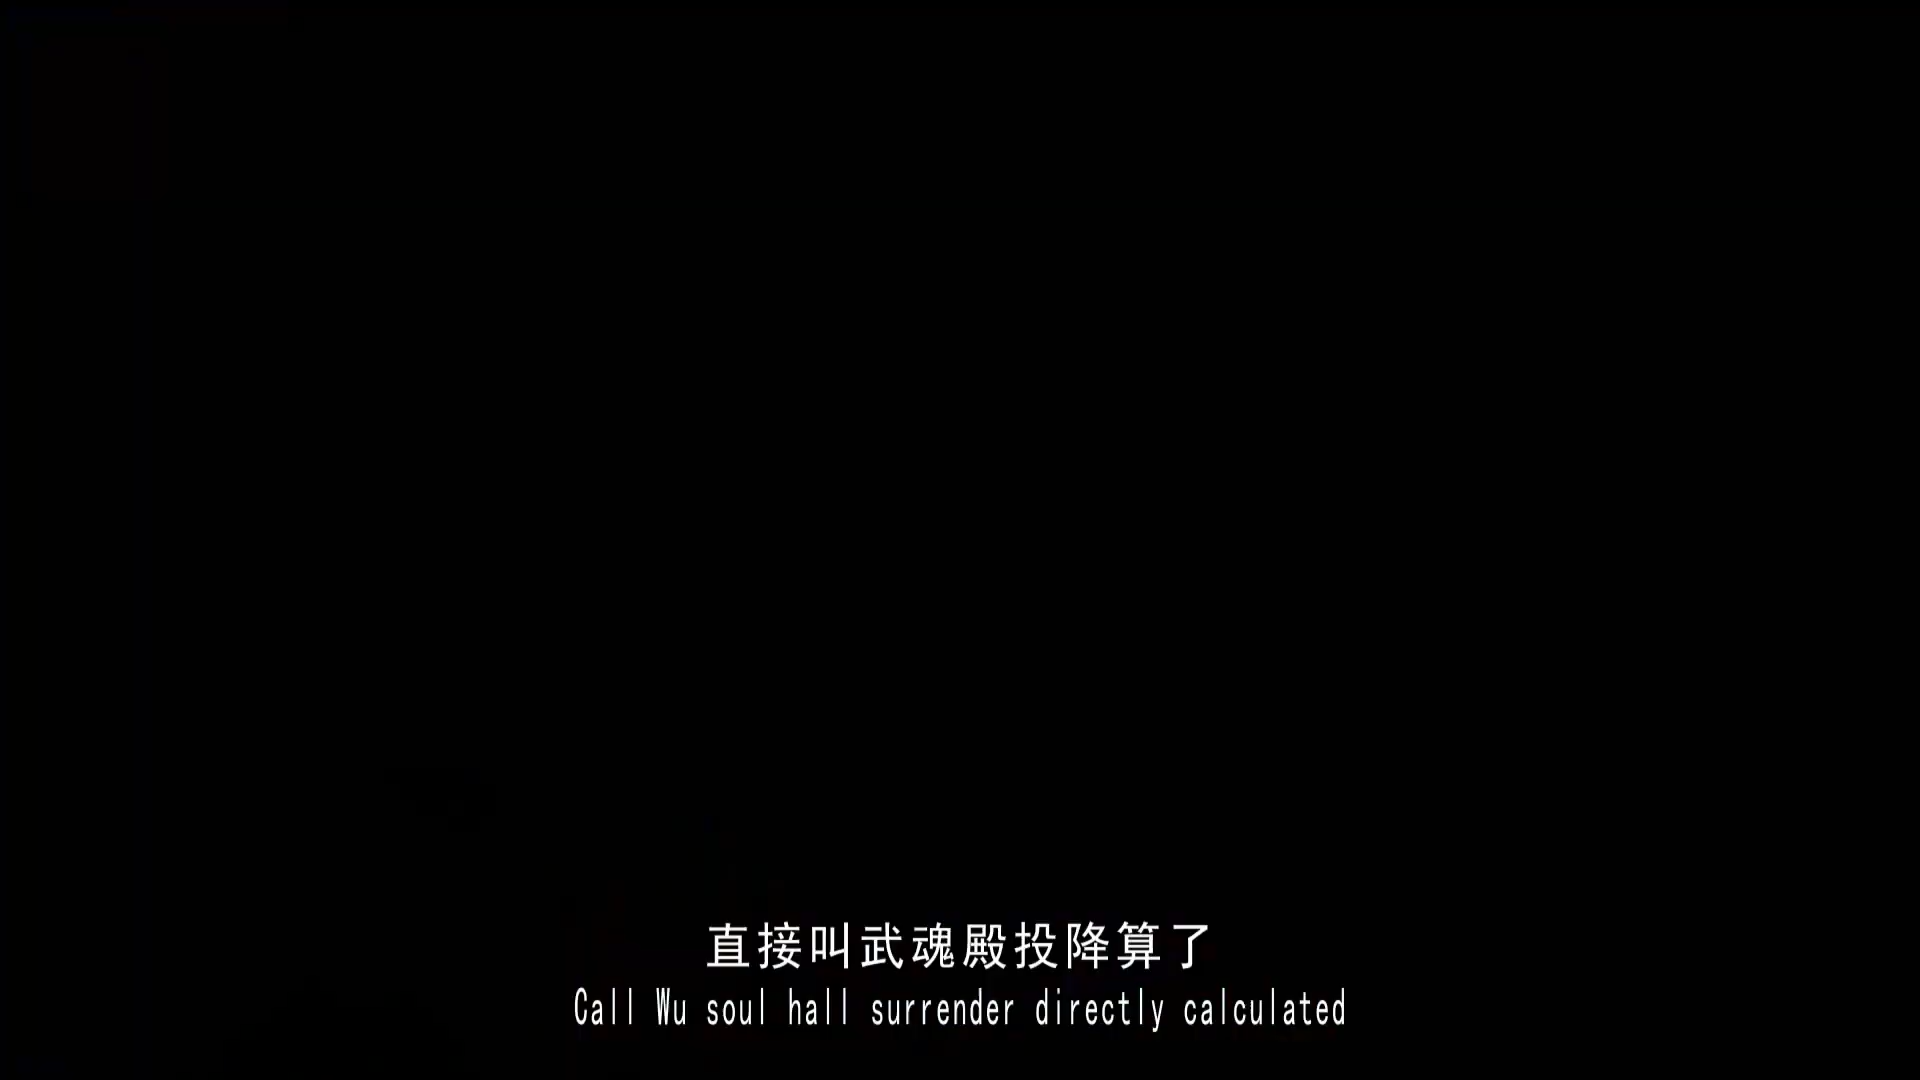 直接叫武魂殿投降算了
Call Wu soul hall surrender directly calculated